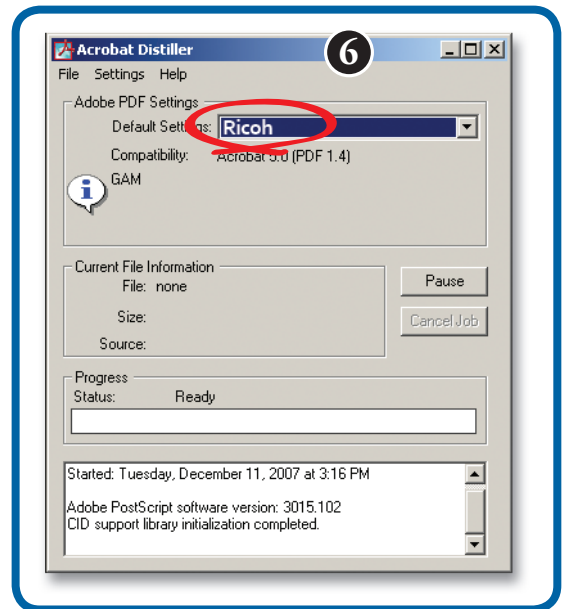 Acrobat Distiller
6
File Settings Help
Adobe PDF Settings
Default Settings: Ricoh
Compatibility: Acrobat 5.0 (PDF 1.4)
GAM
Current File Information
File: none
Pause
Size:
Cancel Job
Source:
Progress
Status: Ready
Started: Tuesday, December 11, 2007 at 3:16 PM
Adobe PostScript software version: 3015.102
CID support library initialization completed.